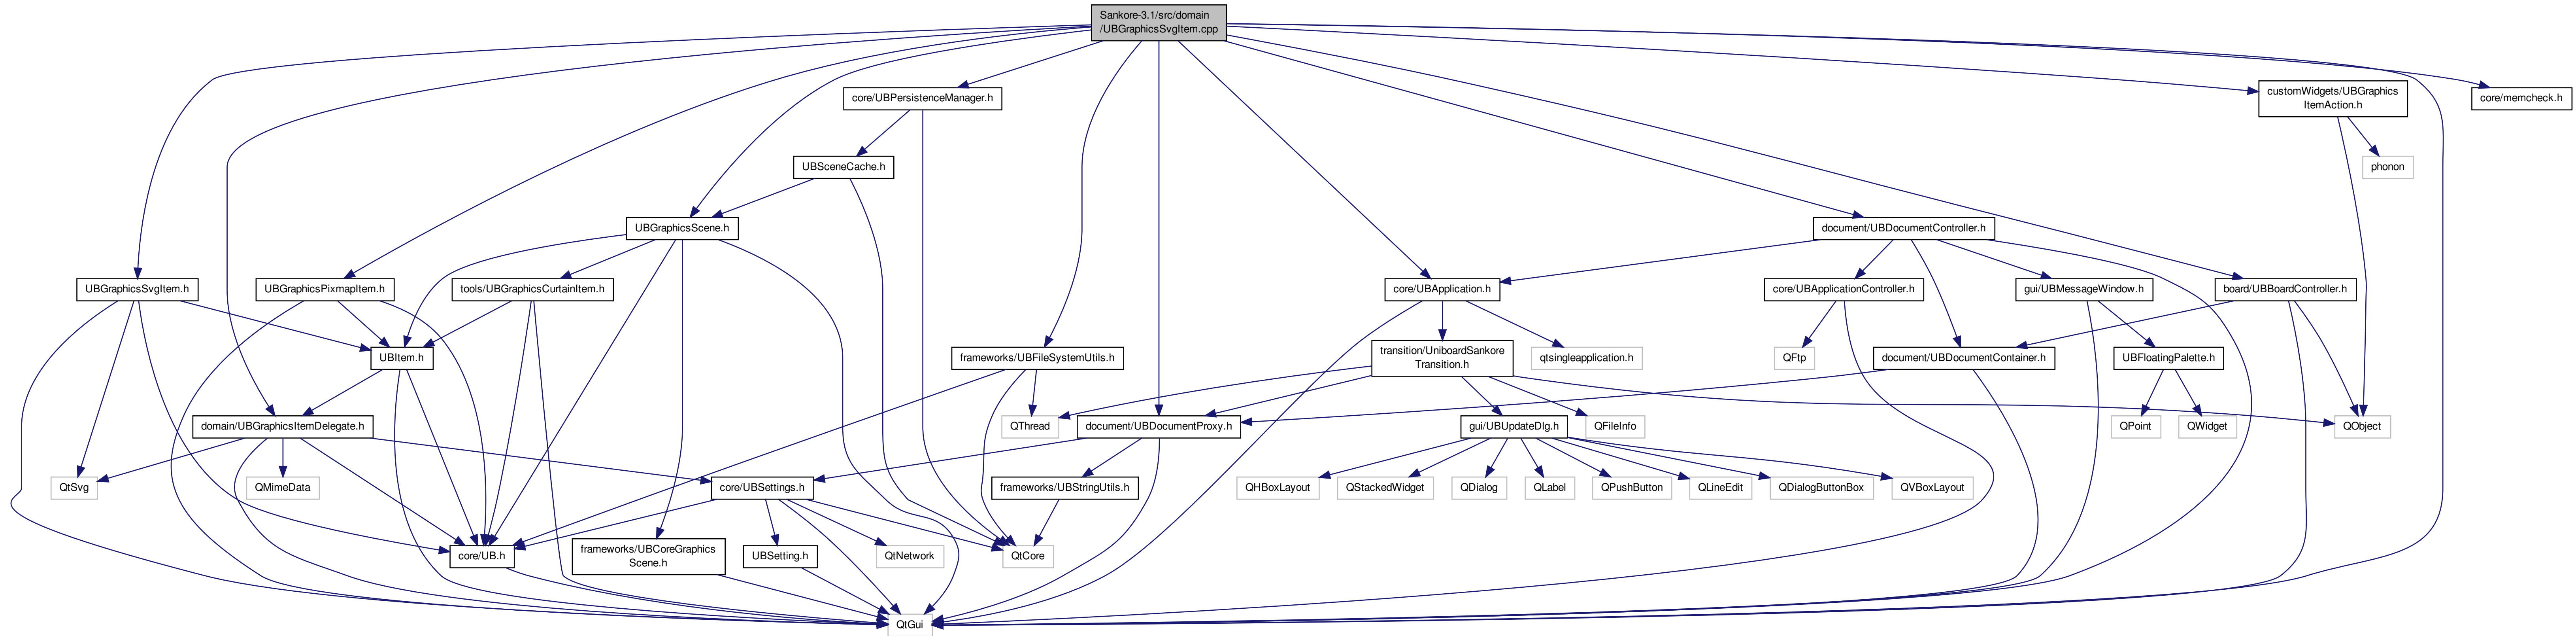 Sankore-3.1/src/domain
/UBGraphicsSvgItem.cpp
core/UBPersistenceManager.h
customWidgets/UBGraphics
ItemAction.h
core/memcheck.h
UBSceneCache.h
phonon
UBGraphicsScene.h
document/UBDocumentController.h
UBGraphicsSvgItem.h
UBGraphicsPixmapItem.h
tools/UBGraphicsCurtainItem.h
core/UBApplication.h
core/UBApplicationController.h
gui/UBMessageWindow.h
board/UBBoardController.h
UBItem.h
frameworks/UBFileSystemUtils.h
transition/UniboardSankore
Transition.h
qtsingleapplication.h
QFtp
document/UBDocumentContainer.h
UBFloatingPalette.h
domain/UBGraphicsItemDelegate.h
QThread
document/UBDocumentProxy.h
gui/UBUpdateDlg.h
QFileInfo
QPoint
QWidget
QObject
QtSvg
QMimeData
core/UBSettings.h
frameworks/UBStringUtils.h
QHBoxLayout
QStackedWidget
QDialog
QLabel
QPushButton
QLineEdit
QDialogButtonBox
QVBoxLayout
core/UB.h
frameworks/UBCoreGraphics
Scene.h
UBSetting.h
QtNetwork
QtCore
QtGui